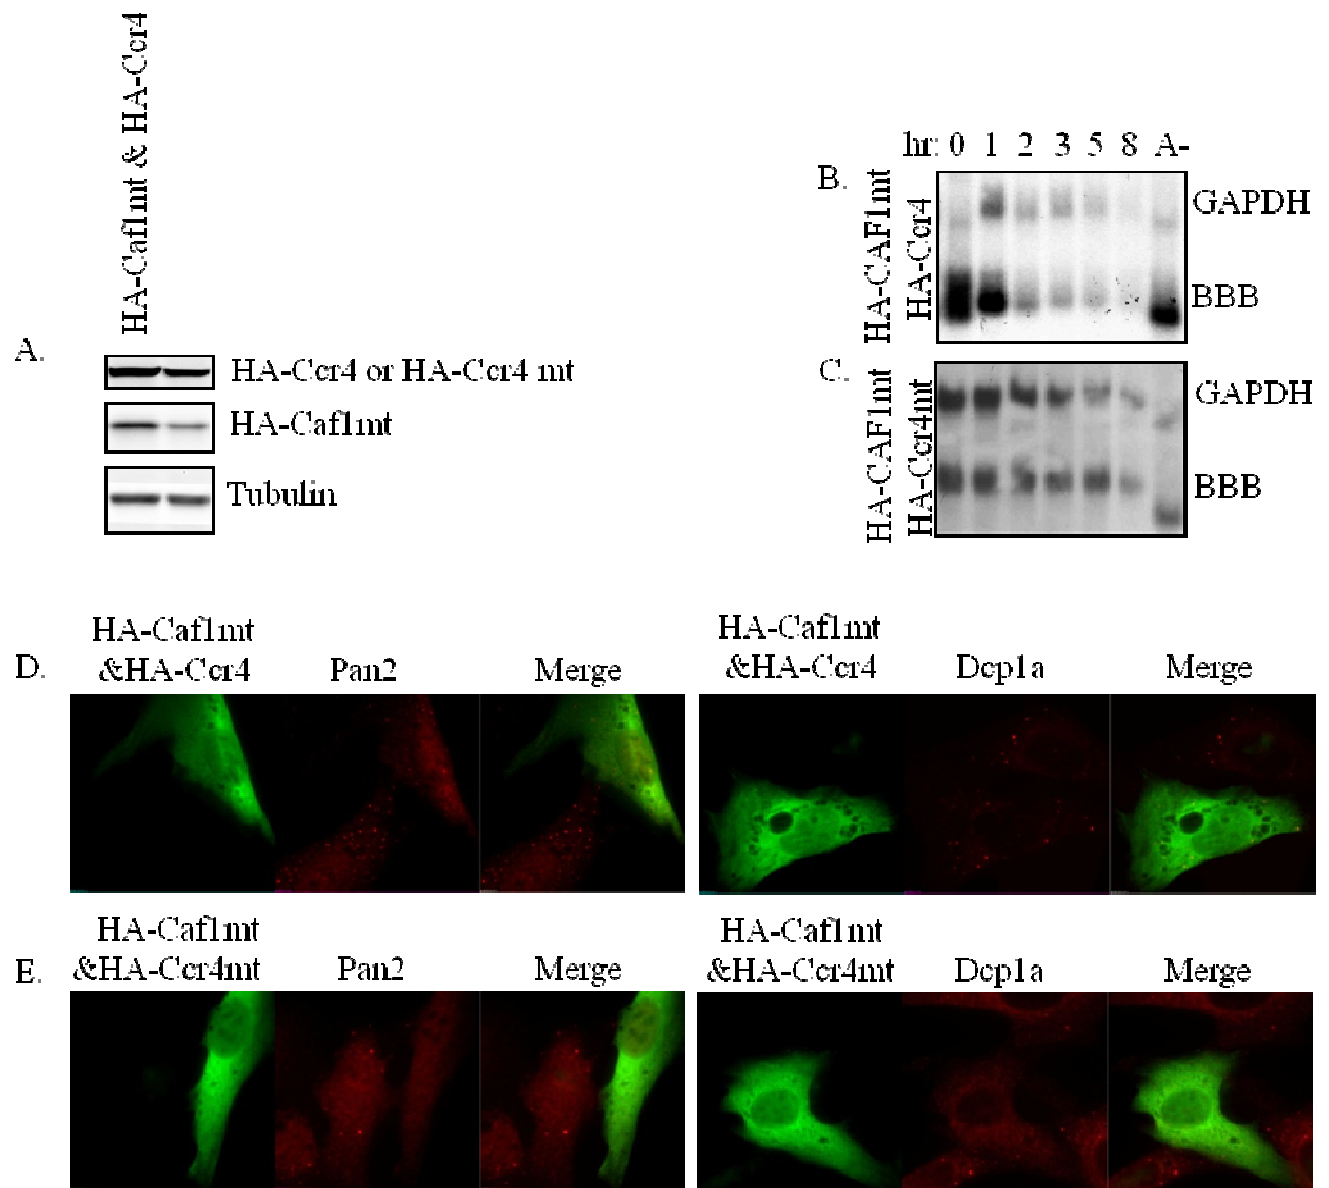 HA-Caf1mt & HA-Ccr4
A.
HA-Ccr4 or HA-Ccr4 mt
HA-Caf1mt
Tubulin
hr: 0 1 2 3 5 8 A-
B.
HA-CAF1mt
HA-Ccr4
GAPDH
BBB
C.
HA-CAF1mt
HA-Ccr4mt
GAPDH
BBB
D.
HA-Caf1mt
&HA-Ccr4 Pan2 Merge
HA-Caf1mt
&HA-Ccr4 Dcp1a Merge
E.
HA-Caf1mt
&HA-Ccr4mt Pan2 Merge
HA-Caf1mt
&HA-Ccr4mt Dcp1a Merge